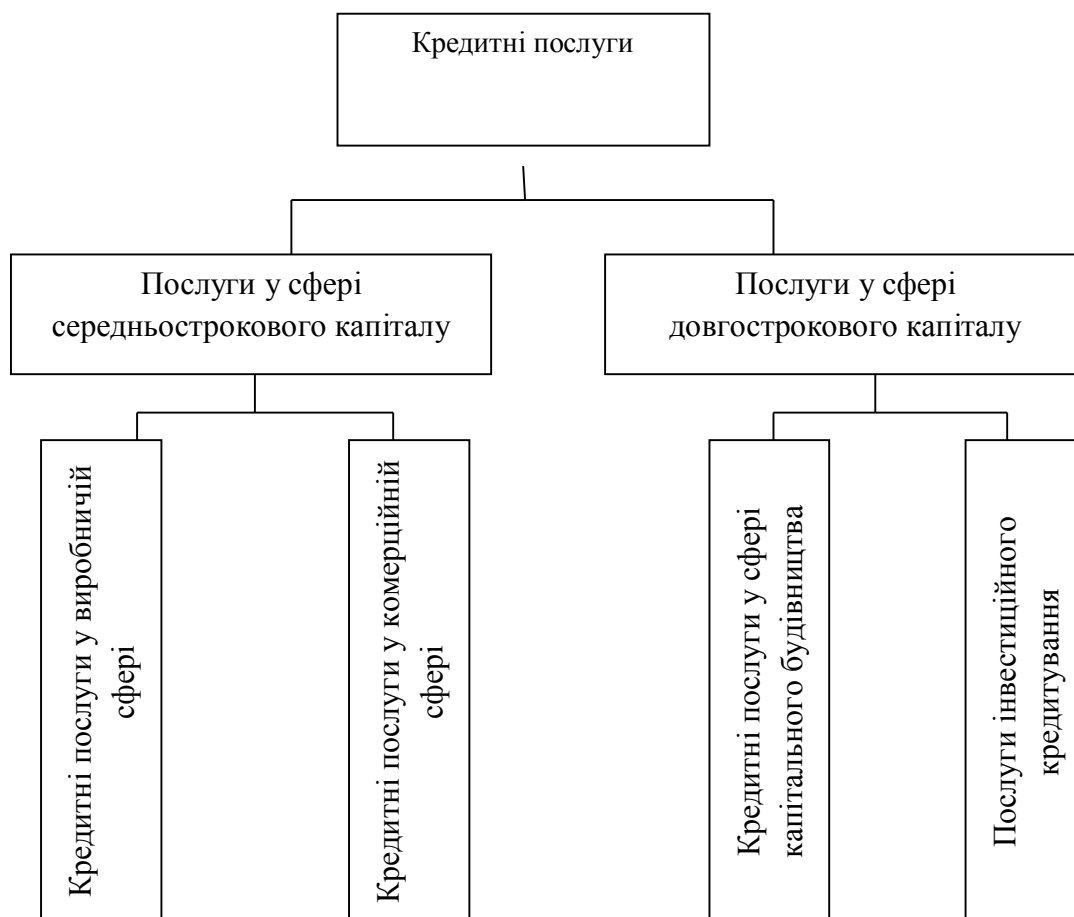 Кредитні послуги
Послуги у сфері
середньострокового капіталу
Послуги у сфері
довгострокового капіталу
Кредитні послуги у виробничій
сфері
Кредитні послуги у комерційній
сфері
Кредитні послуги у сфері
капітального будівництва
Послуги інвестиційного
кредитування